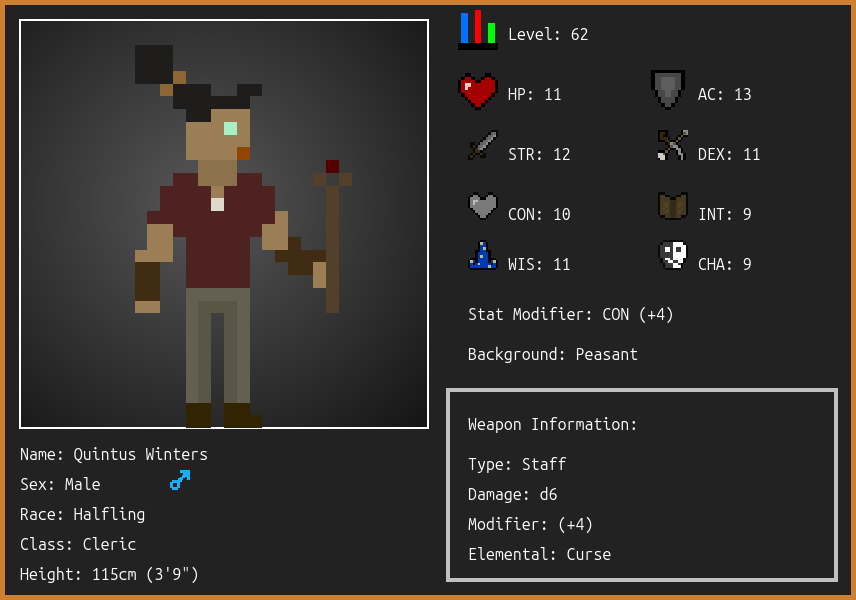 Level: 62
HP: 11
AC: 13
STR: 12
DEX: 11
CON: 10
INT: 9
WIS: 11
CHA: 9
Stat Modifier: CON (+4)
Background: Peasant
Weapon Information:
Type: Staff
Damage: d6
Modifier: (+4)
Elemental: Curse
Name: Quintus Winters
Sex: Male
Race: Halfling
Class: Cleric
Height: 115cm (3'9")